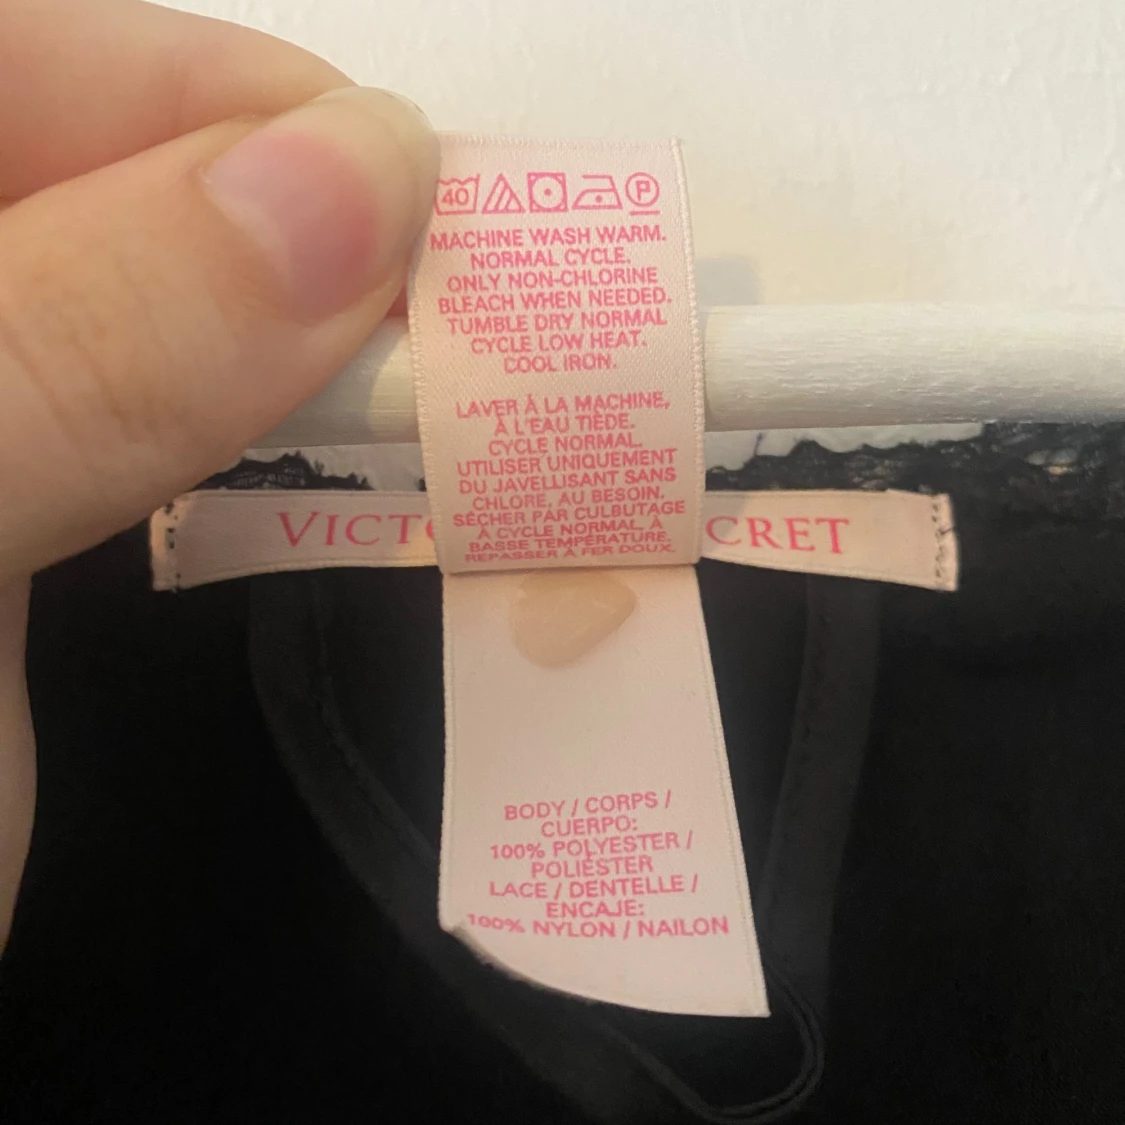 40 P
MACHINE WASH WARM.
NORMAL CYCLE.
ONLY NON-CHLORINE
BLEACH WHEN NEEDED.
TUMBLE DRY NORMAL
CYCLE LOW HEAT.
COOL IRON.
LAVER À LA MACHINE,
À L'EAU TIÈDE.
CYCLE NORMAL.
UTILISER UNIQUEMENT
DU JAVELLISANT SANS
CHLORE, AU BESOIN.
SÉCHER PAR CULBUTAGE
À CYCLE NORMAL, À
BASSE TEMPÉRATURE.
REPASSER À FER DOUX.
VICTO CRET
BODY / CORPS /
CUERPO:
100% POLYESTER /
POLIÉSTER
LACE / DENTELLE /
ENCAJE:
100% NYLON / NAILON